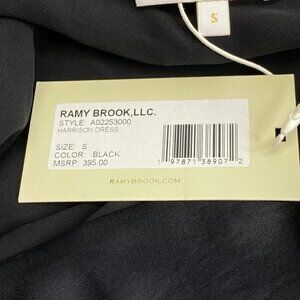 S
RAMY BROOK,LLC.
STYLE: A02253000
HARRISON DRESS
SIZE: S
COLOR: BLACK
MSRP: 395.00
1 97871 38907 2
RAMYBROOK.COM